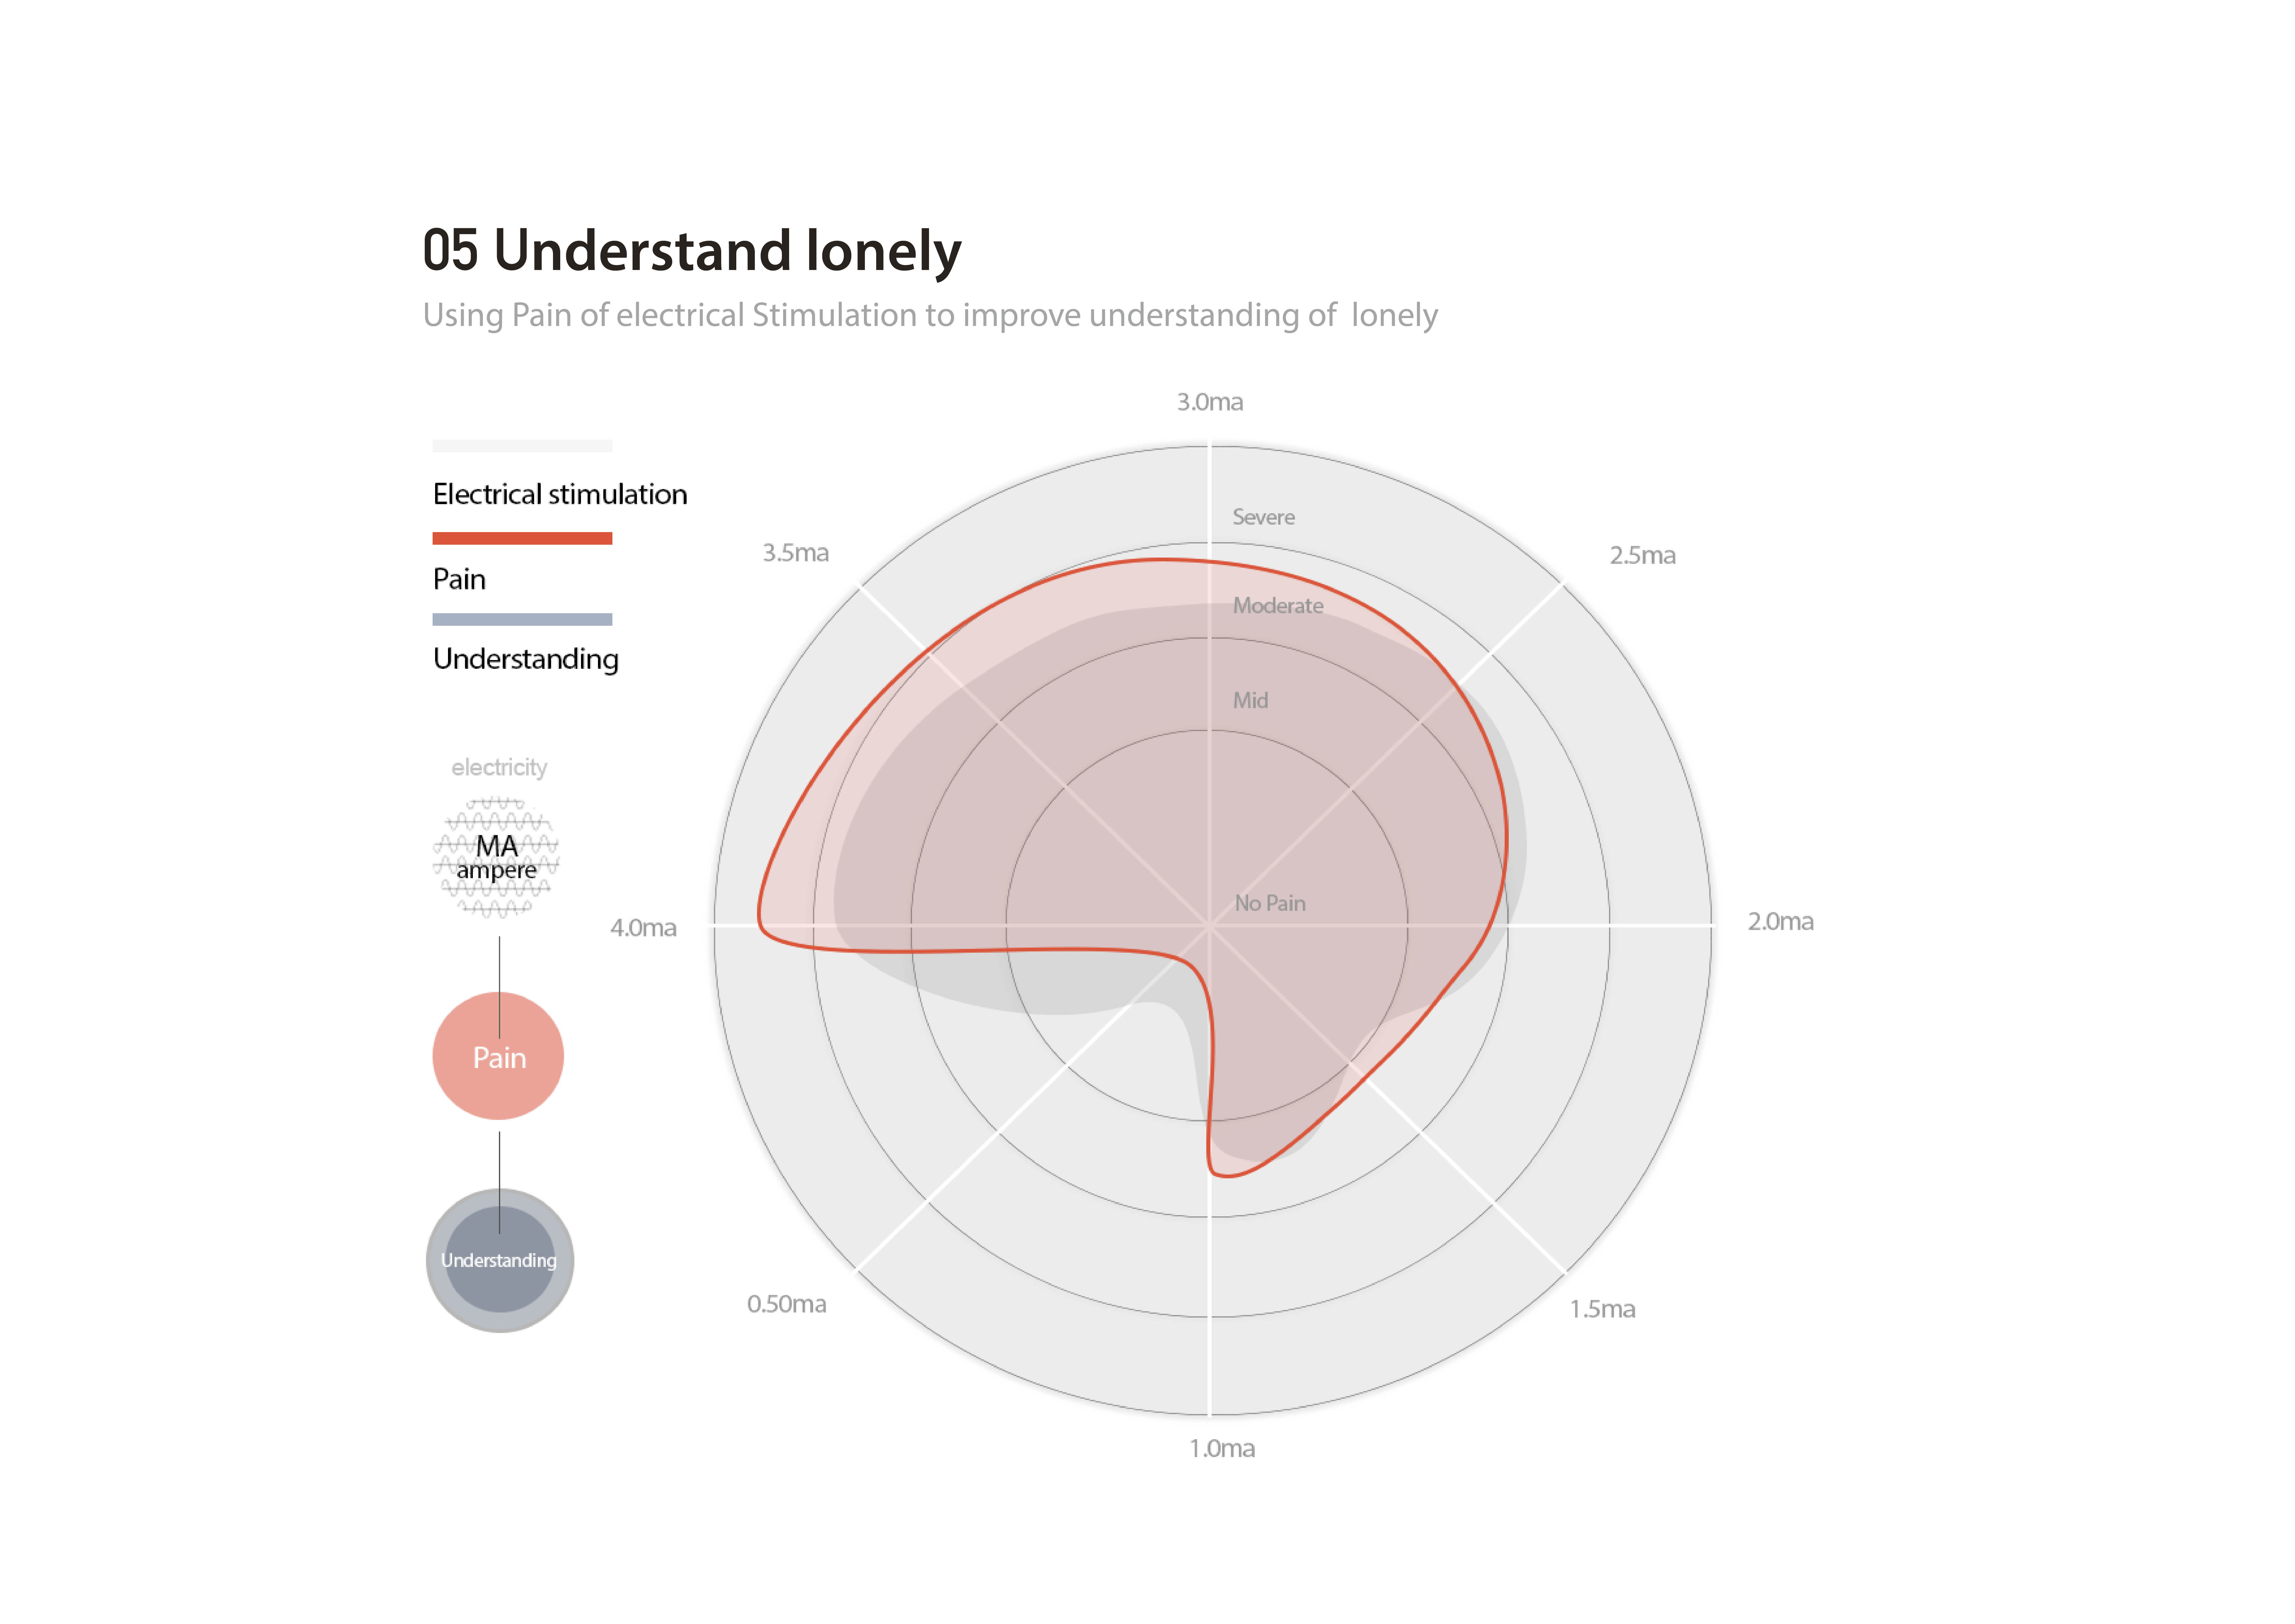 05 Understand lonely
Using Pain of electrical Stimulation to improve understanding of lonely
Electrical stimulation
Pain
Understanding
electricity
MA
ampere
Pain
Understanding
3.0ma
2.5ma
2.0ma
1.5ma
1.0ma
0.50ma
4.0ma
3.5ma
Severe
Moderate
Mid
No Pain